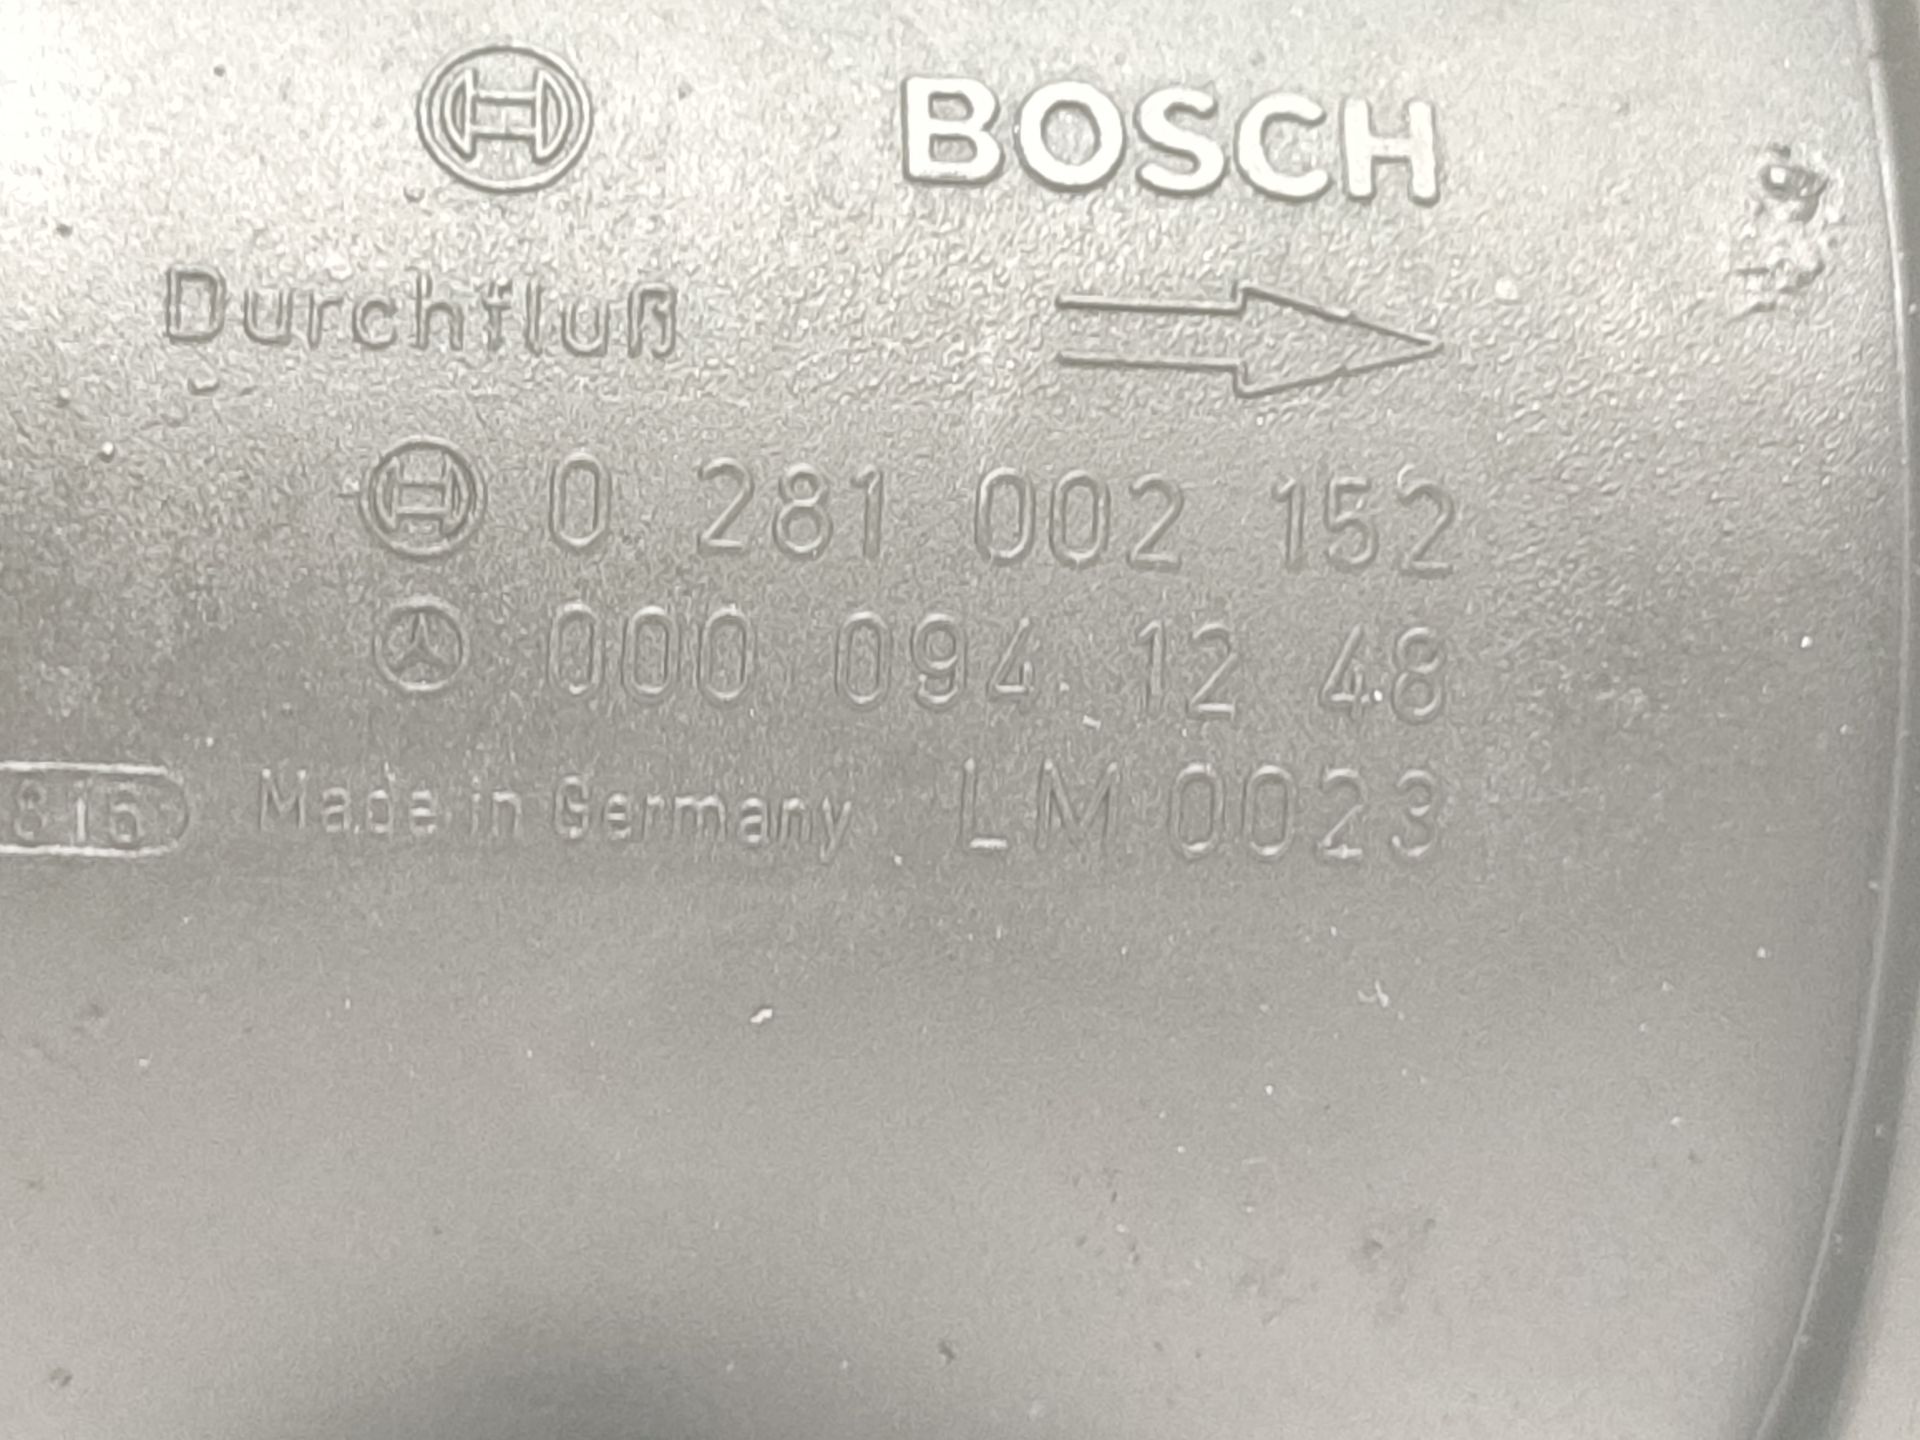 BOSCH
Durchfluß
0 281 002 152
000 094 12 48
816 Made in Germany LM 0023